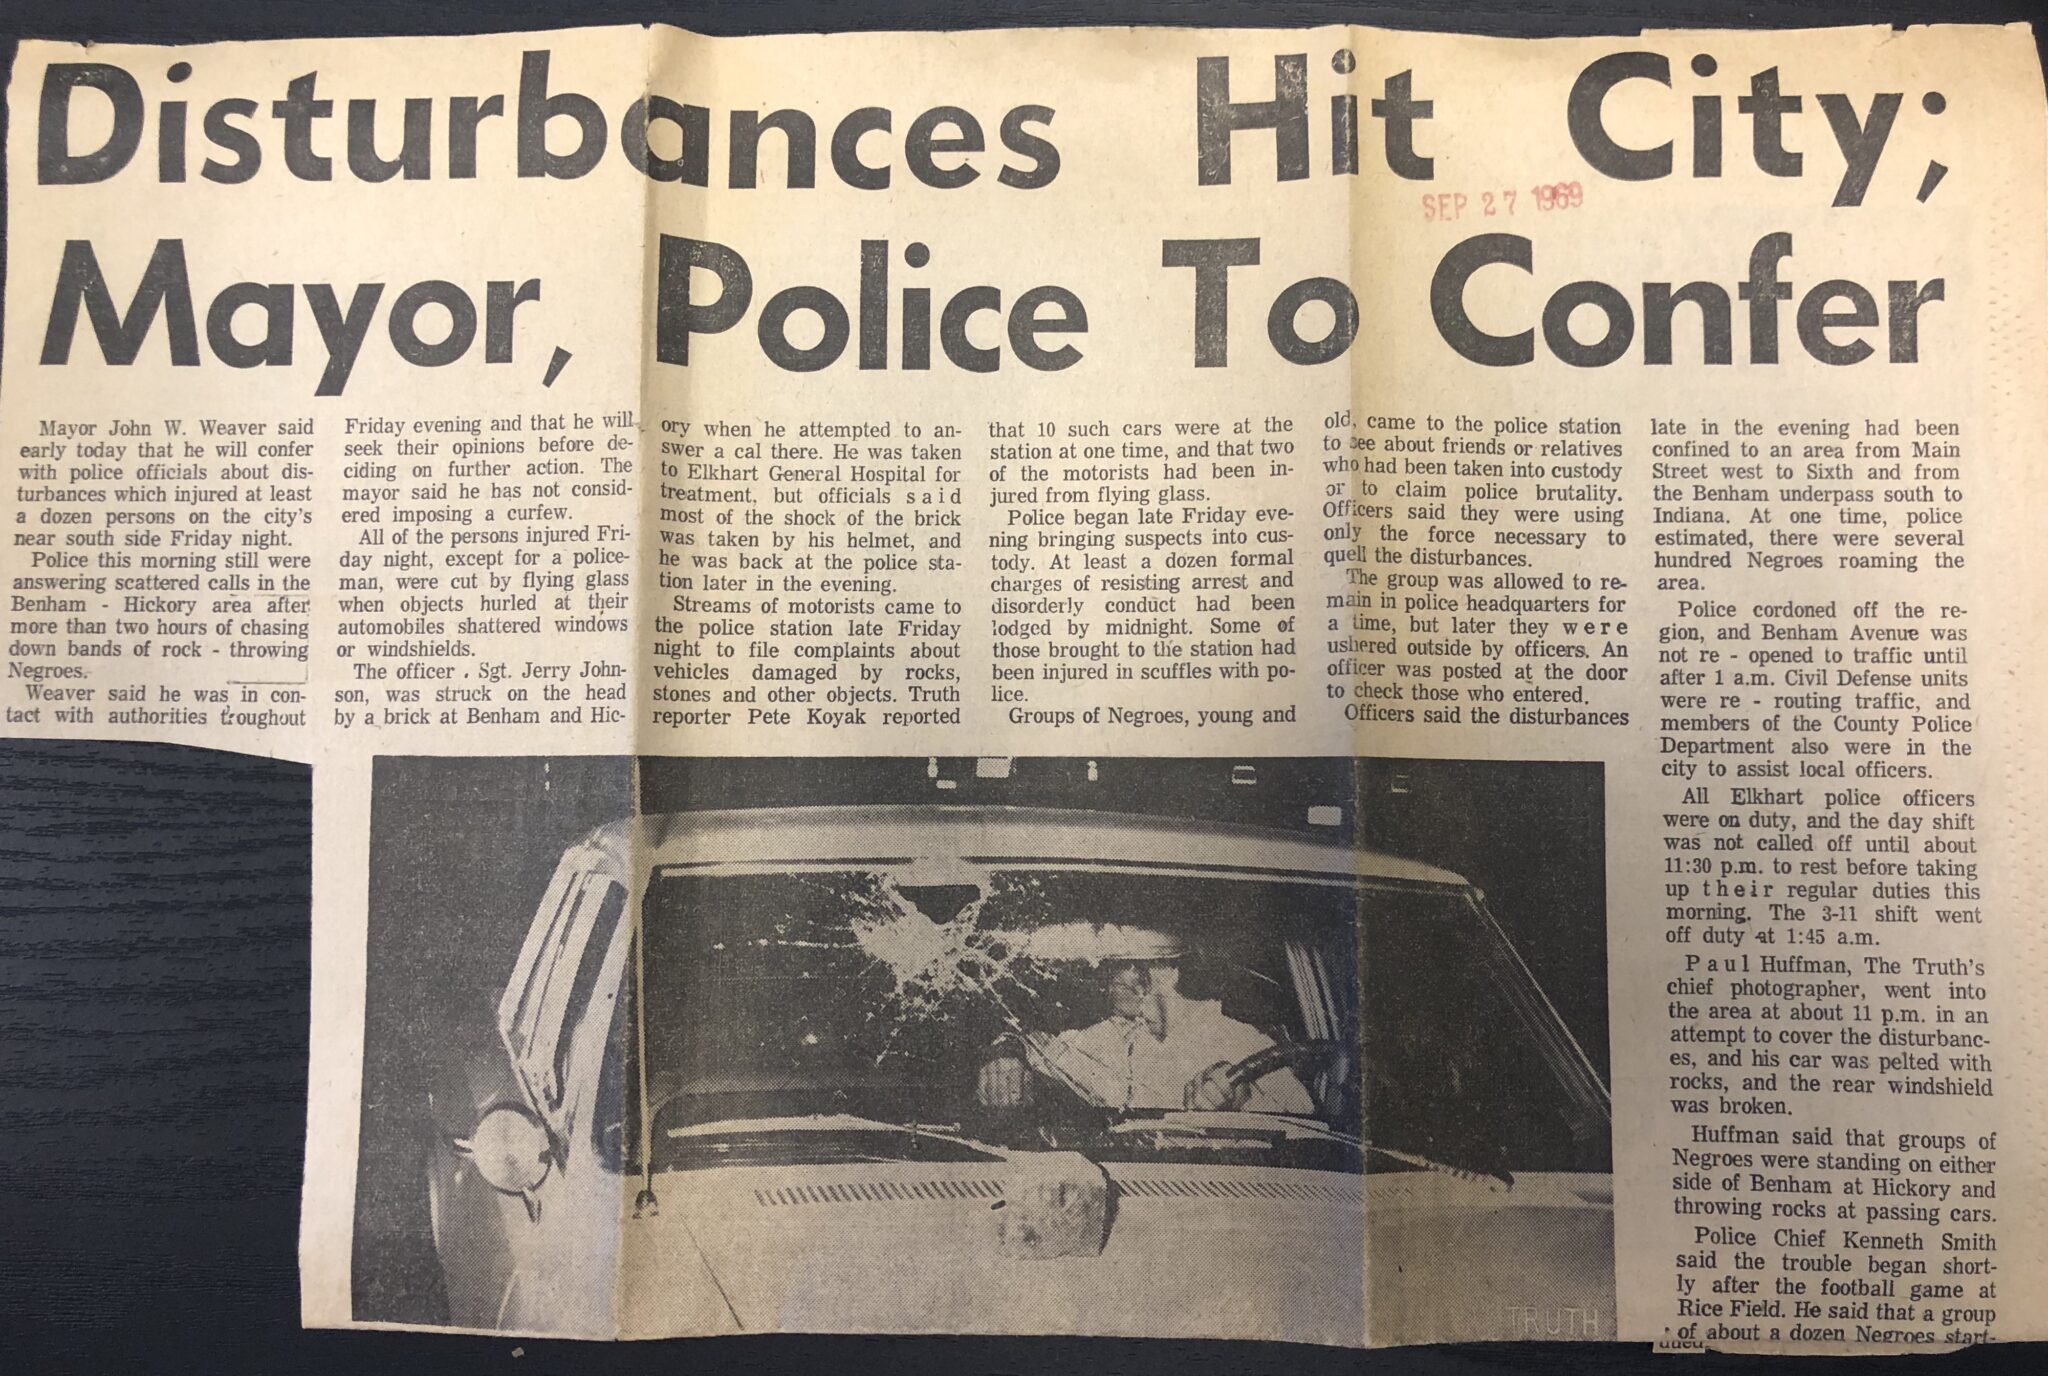 Disturbances Hit City;
SEP 27 1969
Mayor, Police To Confer
Mayor John W. Weaver said
early today that he will confer
with police officials about dis-
turbances which injured at least
a dozen persons on the city's
near south side Friday night.
Police this morning still were
answering scattered calls in the
Benham - Hickory area after
more than two hours of chasing
down bands of rock - throwing
Negroes.
Weaver said he was in con-
tact with authorities troughout
Friday evening and that he will
seek their opinions before de-
ciding on further action. The
mayor said he has not consid-
ered imposing a curfew.
All of the persons injured Fri-
day night, except for a police-
man, were cut by flying glass
when objects hurled at their
automobiles shattered windows
or windshields.
The officer . Sgt. Jerry John-
son, was struck on the head
by a brick at Benham and Hic-
ory when he attempted to an-
swer a cal there. He was taken
to Elkhart General Hospital for
treatment, but officials said
most of the shock of the brick
was taken by his helmet, and
he was back at the police sta-
tion later in the evening.
Streams of motorists came to
the police station late Friday
night to file complaints about
vehicles damaged by rocks,
stones and other objects. Truth
reporter Pete Koyak reported
that 10 such cars were at the
station at one time, and that two
of the motorists had been in-
jured from flying glass.
Police began late Friday eve-
ning bringing suspects into cus-
tody. At least a dozen formal
charges of resisting arrest and
disorderly conduct had been
lodged by midnight. Some of
those brought to the station had
been injured in scuffles with po-
lice.
Groups of Negroes, young and
old, came to the police station
to see about friends or relatives
who had been taken into custody
or to claim police brutality.
Officers said they were using
only the force necessary to
quell the disturbances.
The group was allowed to re-
main in police headquarters for
a time, but later they were
ushered outside by officers. An
officer was posted at the door
to check those who entered.
Officers said the disturbances
late in the evening had been
confined to an area from Main
Street west to Sixth and from
the Benham underpass south to
Indiana. At one time, police
estimated, there were several
hundred Negroes roaming the
area.
Police cordoned off the re-
gion, and Benham Avenue was
not re - opened to traffic until
after 1 a.m. Civil Defense units
were re - routing traffic, and
members of the County Police
Department also were in the
city to assist local officers.
All Elkhart police officers
were on duty, and the day shift
was not called off until about
11:30 p.m. to rest before taking
up their regular duties this
morning. The 3-11 shift went
off duty at 1:45 a.m.
Paul Huffman, The Truth's
chief photographer, went into
the area at about 11 p.m. in an
attempt to cover the disturbanc-
es, and his car was pelted with
rocks, and the rear windshield
was broken.
Huffman said that groups of
Negroes were standing on either
side of Benham at Hickory and
throwing rocks at passing cars.
Police Chief Kenneth Smith
said the trouble began short-
ly after the football game at
Rice Field. He said that a group
of about a dozen Negroes start-
TRUTH